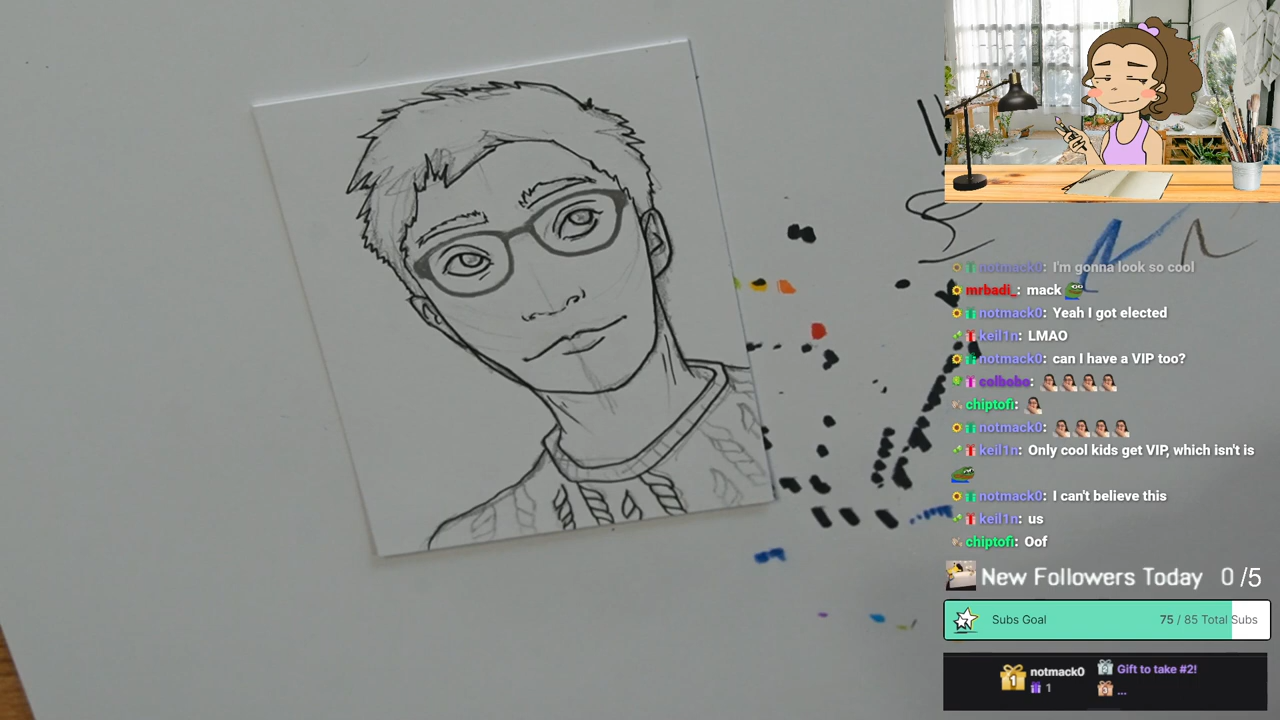 notmack0: I'm gonna look so cool
mrbadi_: mack
notmack0: Yeah I got elected
keil1n: LMAO
notmack0: can I have a VIP too?
colbobo:
chiptofi:
notmack0:
keil1n: Only cool kids get VIP, which isn't is
notmack0: I can't believe this
keil1n: us
chiptofi: Oof
New Followers Today 0 /5
Subs Goal 75 / 85 Total Subs
1 notmack0 1
Gift to take #2!
...